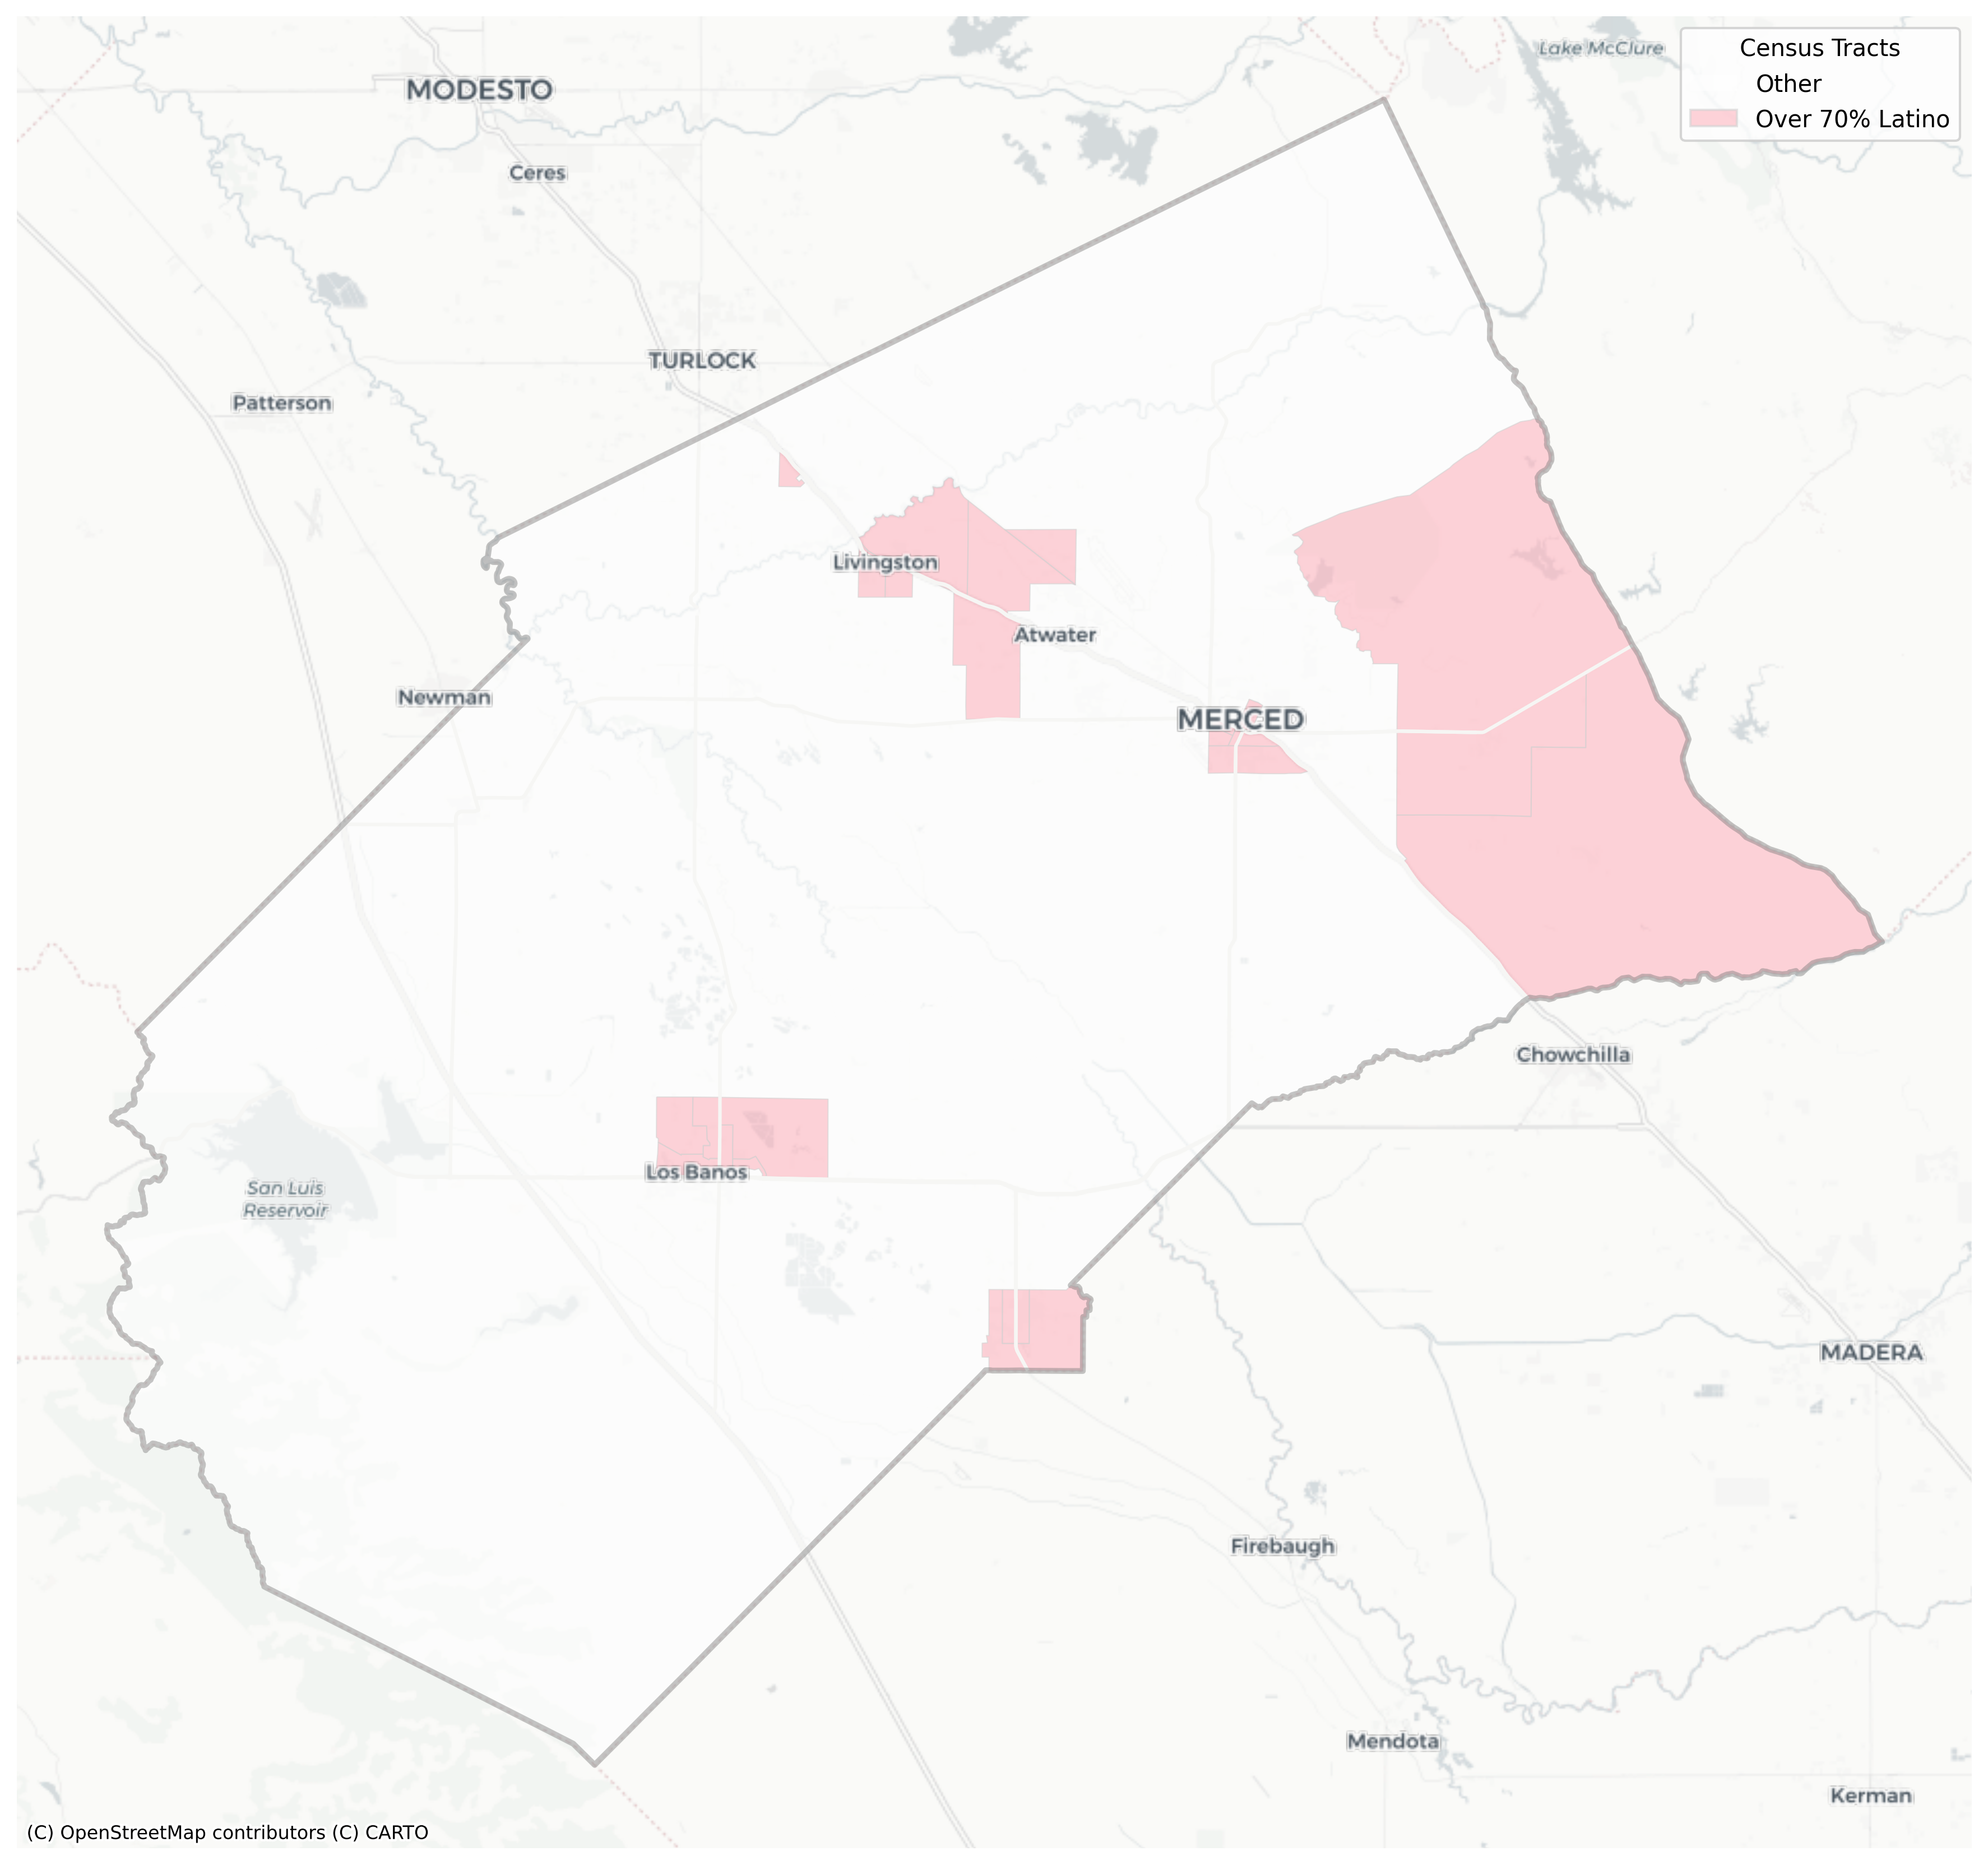 Lake McClure
Census Tracts
Other
Over 70% Latino
MODESTO
Ceres
TURLOCK
Patterson
Livingston
Atwater
Newman
MERCED
Chowchilla
Los Banos
San Luis
Reservoir
MADERA
Firebaugh
Mendota
Kerman
(C) OpenStreetMap contributors (C) CARTO